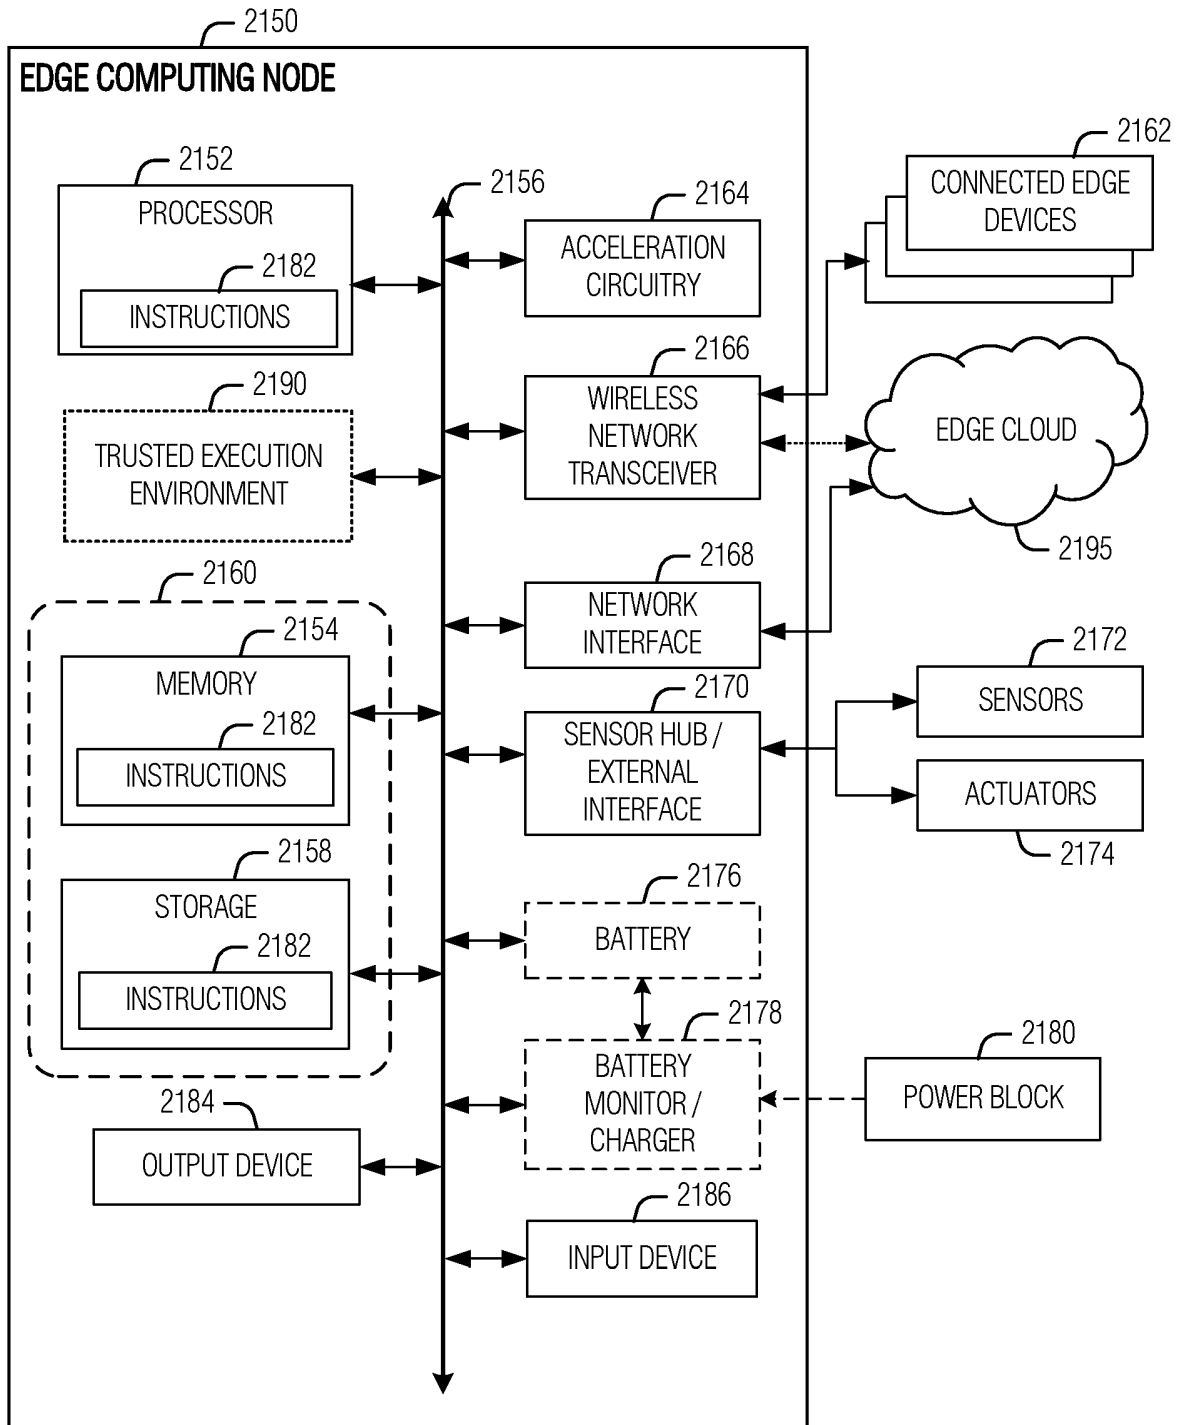 2150
EDGE COMPUTING NODE
2152
PROCESSOR
2182
INSTRUCTIONS
2190
TRUSTED EXECUTION
ENVIRONMENT
2160
2154
MEMORY
2182
INSTRUCTIONS
2158
STORAGE
2182
INSTRUCTIONS
2184
OUTPUT DEVICE
2156
2164
ACCELERATION
CIRCUITRY
2166
WIRELESS
NETWORK
TRANSCEIVER
2168
NETWORK
INTERFACE
2170
SENSOR HUB /
EXTERNAL
INTERFACE
2176
BATTERY
2178
BATTERY
MONITOR /
CHARGER
2186
INPUT DEVICE
2162
CONNECTED EDGE
DEVICES
EDGE CLOUD
2195
2172
SENSORS
ACTUATORS
2174
2180
POWER BLOCK